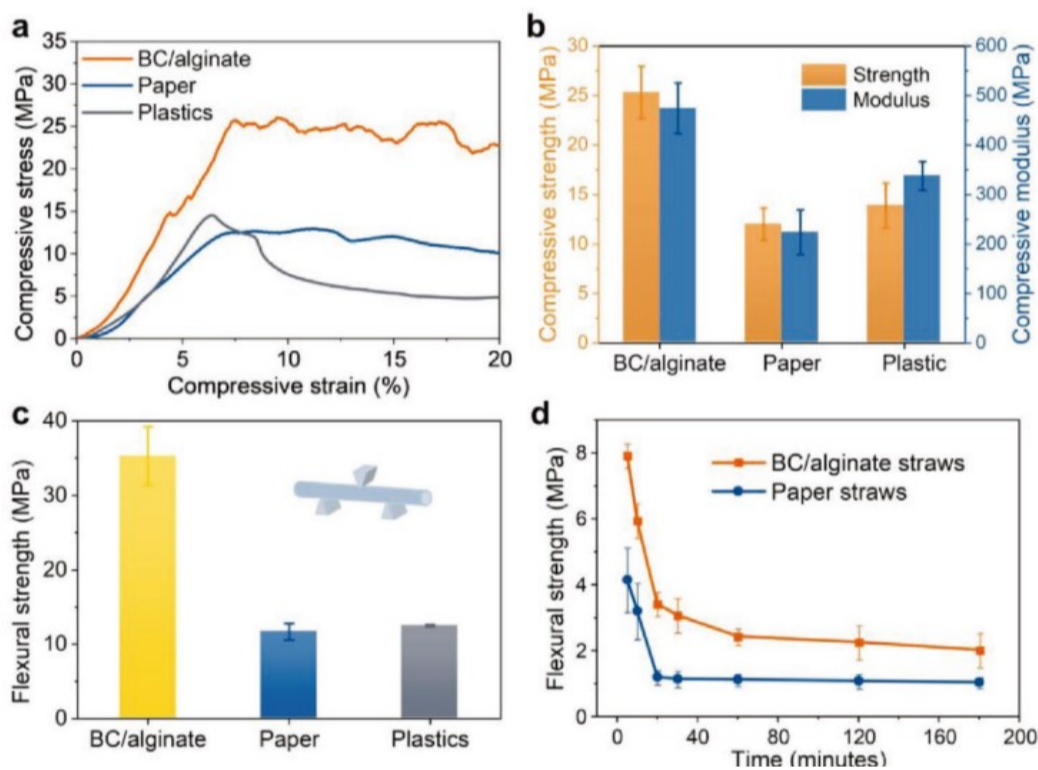 a
35
30
25
20
15
10
5
0
Compressive stress (MPa)
BC/alginate
Paper
Plastics
0 5 10 15 20
Compressive strain (%)
b
30
25
20
15
10
5
0
Compressive strength (MPa)
Strength
Modulus
600
500
400
300
200
100
0
Compressive modulus (MPa)
BC/alginate Paper Plastic
c
40
30
20
10
0
Flexural strength (MPa)
BC/alginate Paper Plastics
d
8
6
4
2
0
Flexural strength (MPa)
BC/alginate straws
Paper straws
0 40 80 120 160 200
Time (minutes)